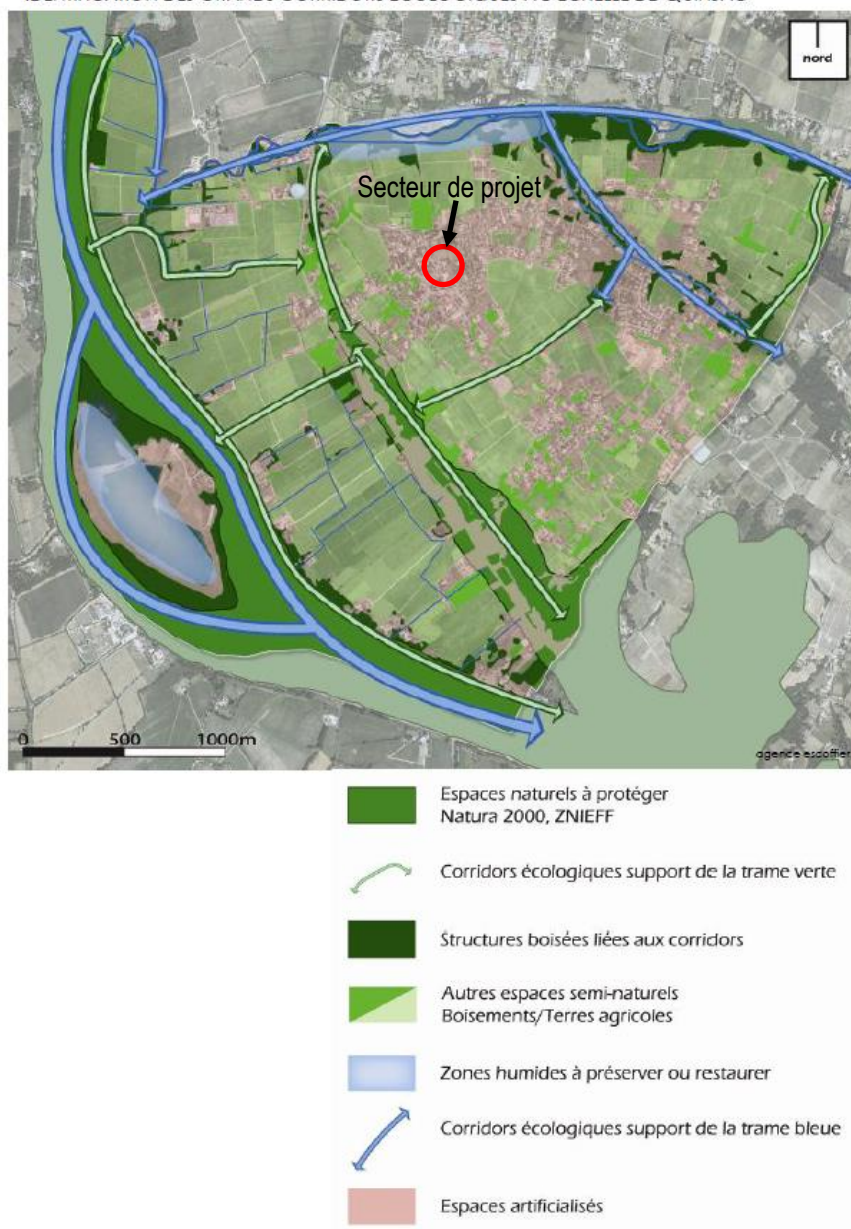 nord
Secteur de projet
0 500 1000m
agence escoffier
Espaces naturels à protéger
Natura 2000, ZNIEFF
Corridors écologiques support de la trame verte
Structures boisées liées aux corridors
Autres espaces semi-naturels
Boisements/Terres agricoles
Zones humides à préserver ou restaurer
Corridors écologiques support de la trame bleue
Espaces artificialisés